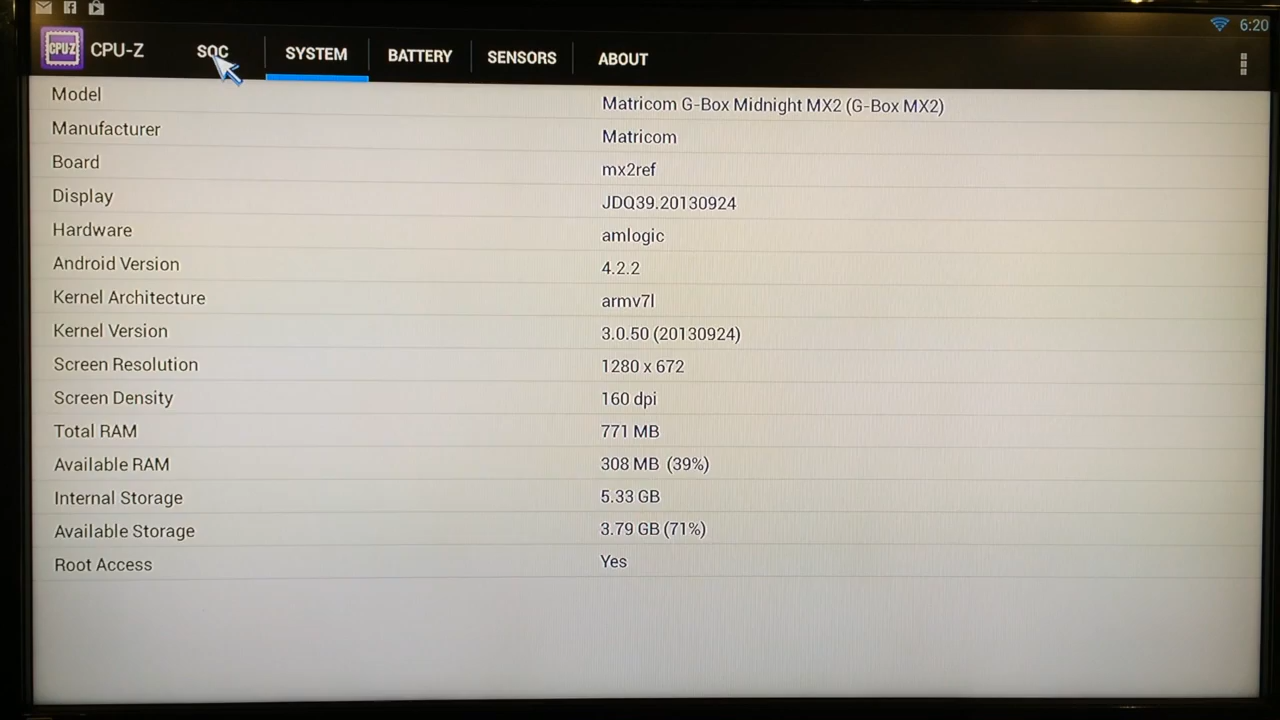 6:20
CPU-Z CPU-Z SOC SYSTEM BATTERY SENSORS ABOUT
Model Matricom G-Box Midnight MX2 (G-Box MX2)
Manufacturer Matricom
Board mx2ref
Display JDQ39.20130924
Hardware amlogic
Android Version 4.2.2
Kernel Architecture armv7l
Kernel Version 3.0.50 (20130924)
Screen Resolution 1280 x 672
Screen Density 160 dpi
Total RAM 771 MB
Available RAM 308 MB (39%)
Internal Storage 5.33 GB
Available Storage 3.79 GB (71%)
Root Access Yes